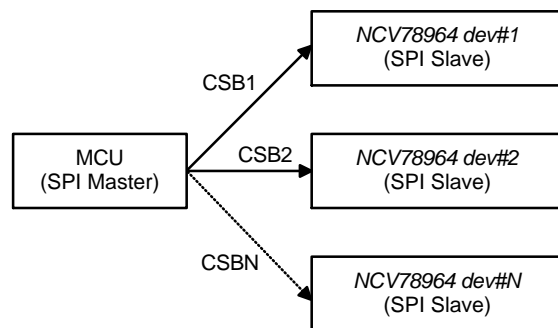 NCV78964 dev#1
(SPI Slave)
CSB1
MCU
(SPI Master)
CSB2
NCV78964 dev#2
(SPI Slave)
CSBN
NCV78964 dev#N
(SPI Slave)